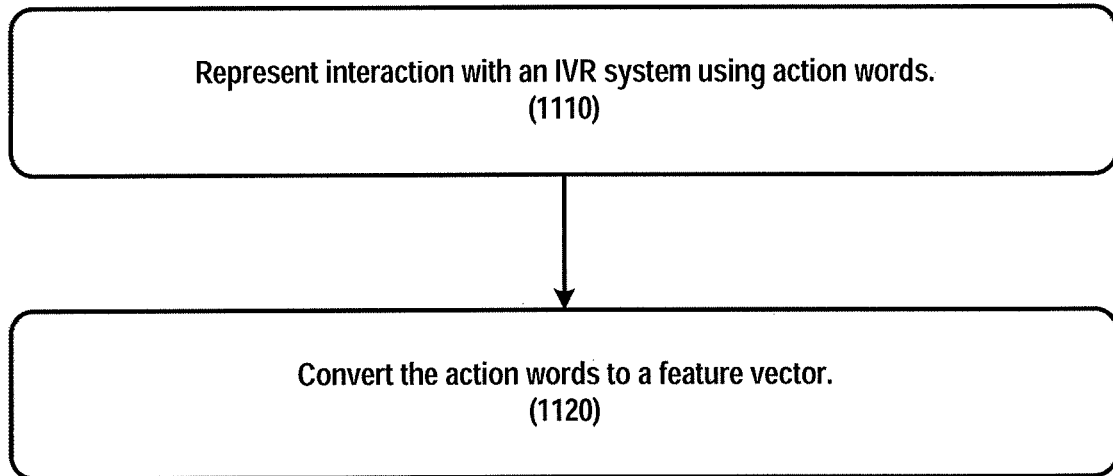 Represent interaction with an IVR system using action words.
(1110)
Convert the action words to a feature vector.
(1120)